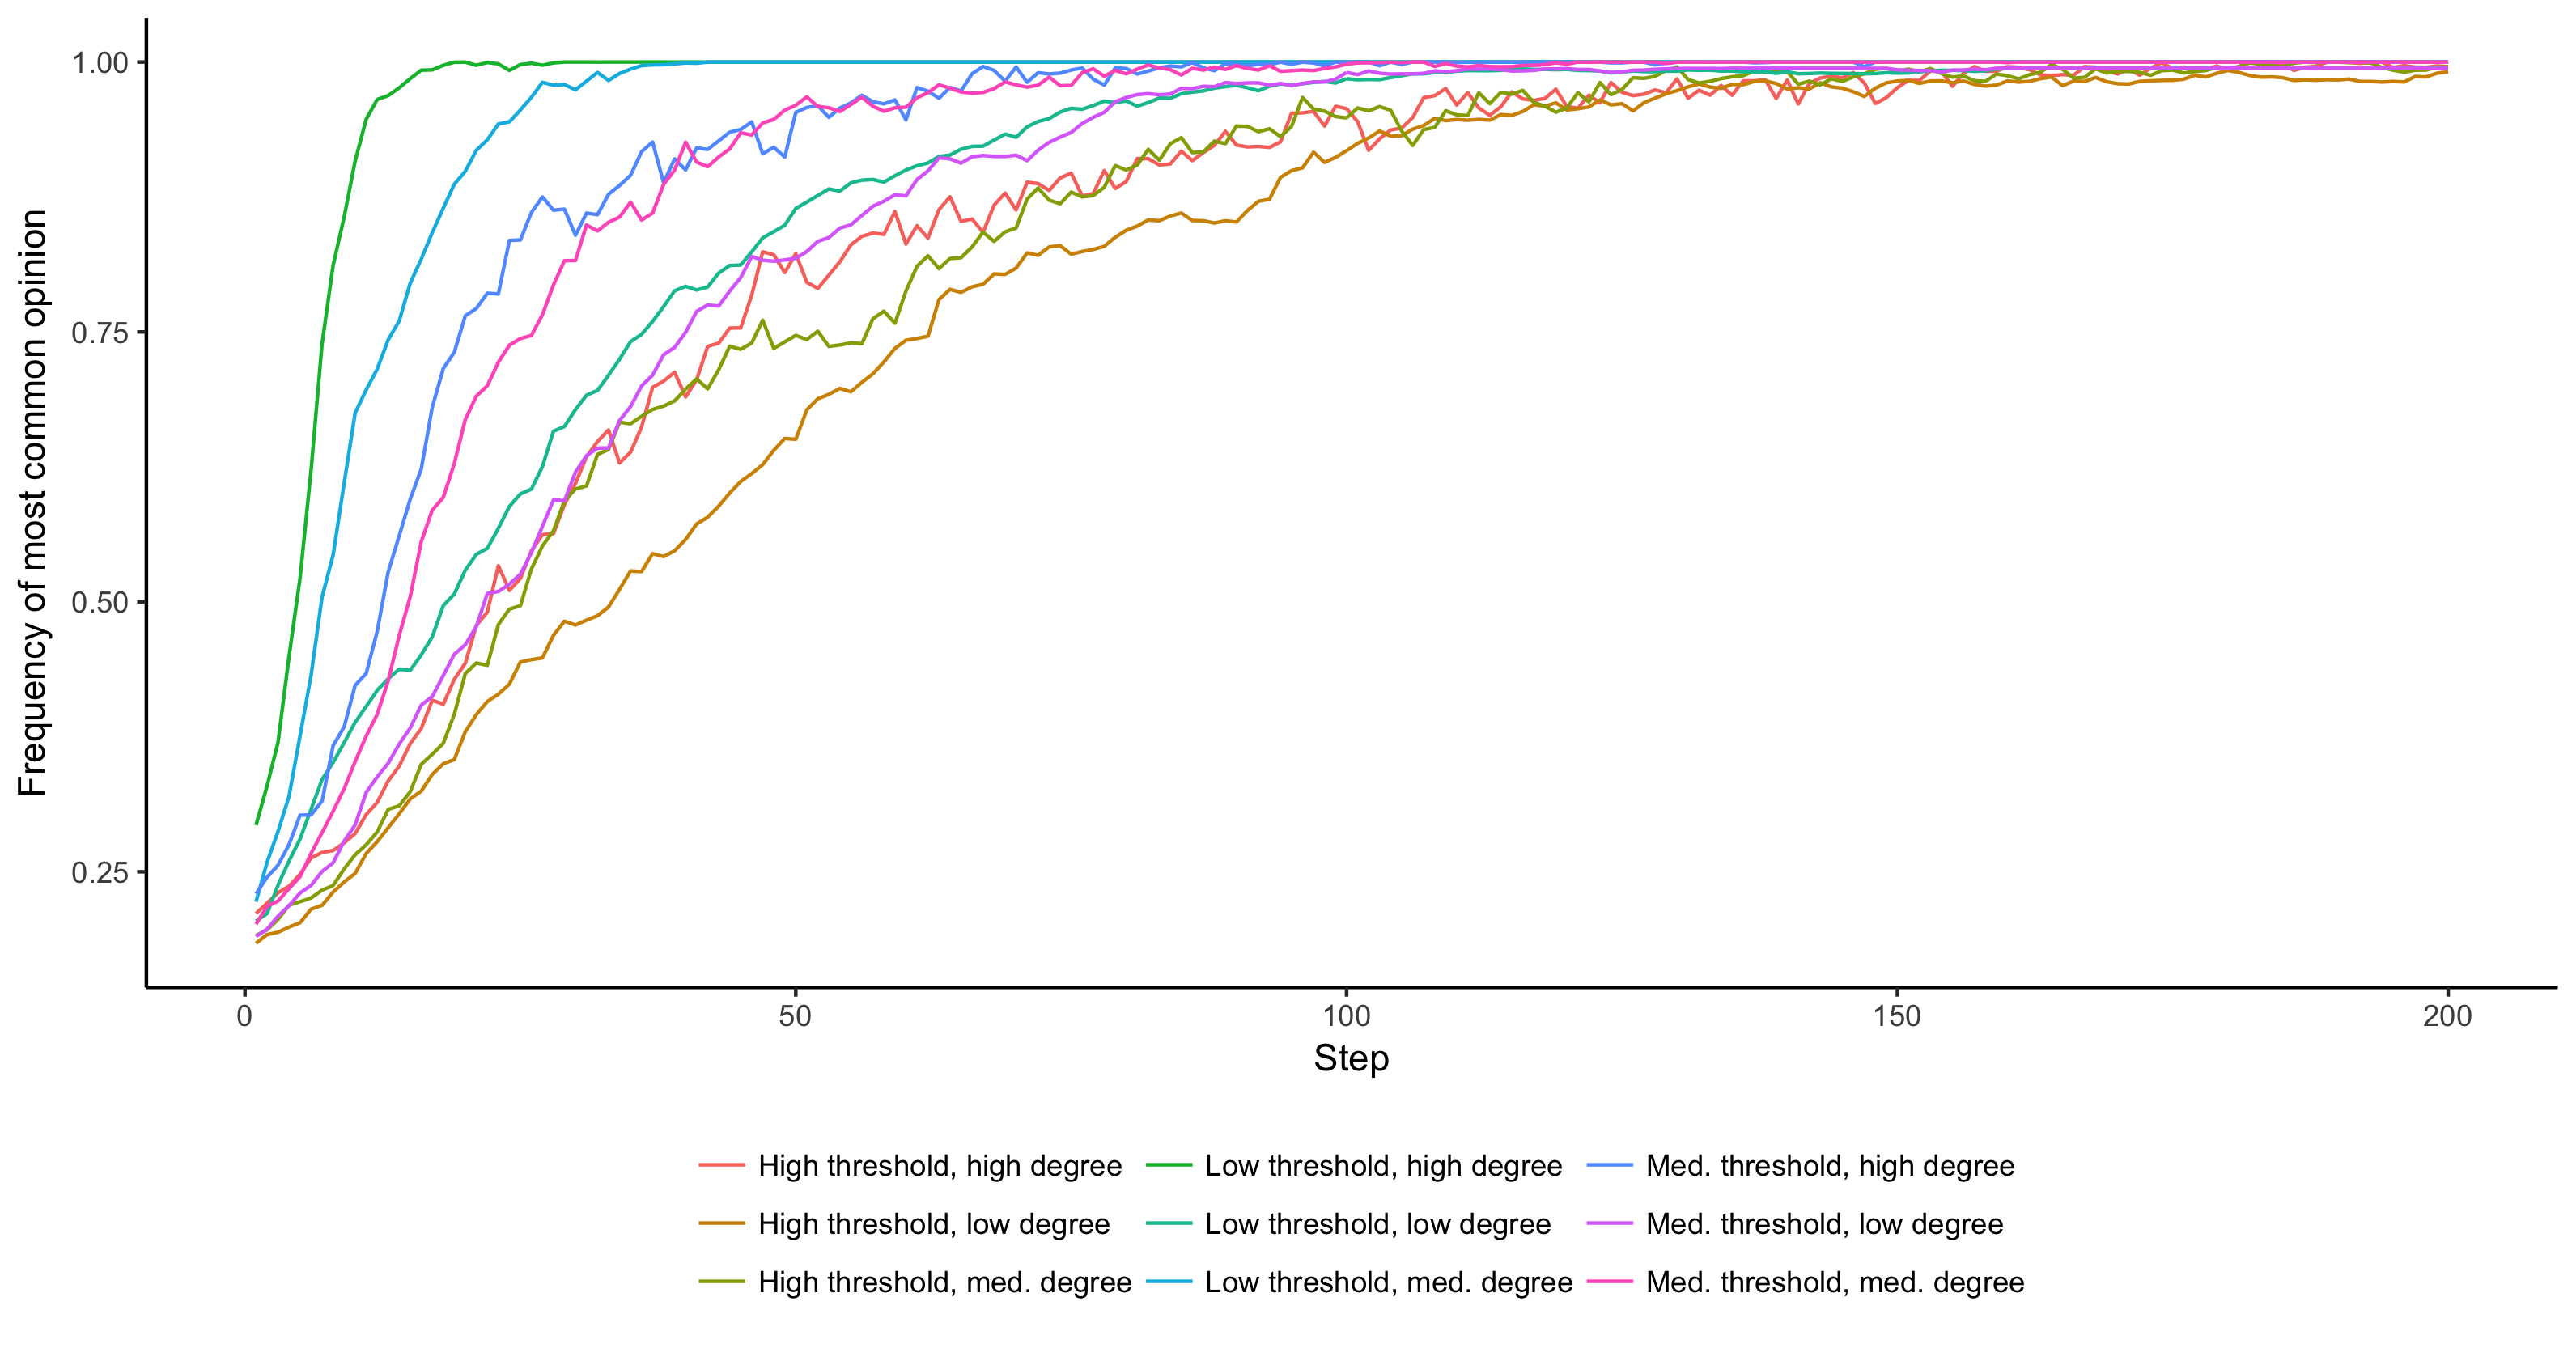 Frequency of most common opinion
1.00
0.75
0.50
0.25
0 50 100 150 200
Step
High threshold, high degree Low threshold, high degree Med. threshold, high degree
High threshold, low degree Low threshold, low degree Med. threshold, low degree
High threshold, med. degree Low threshold, med. degree Med. threshold, med. degree